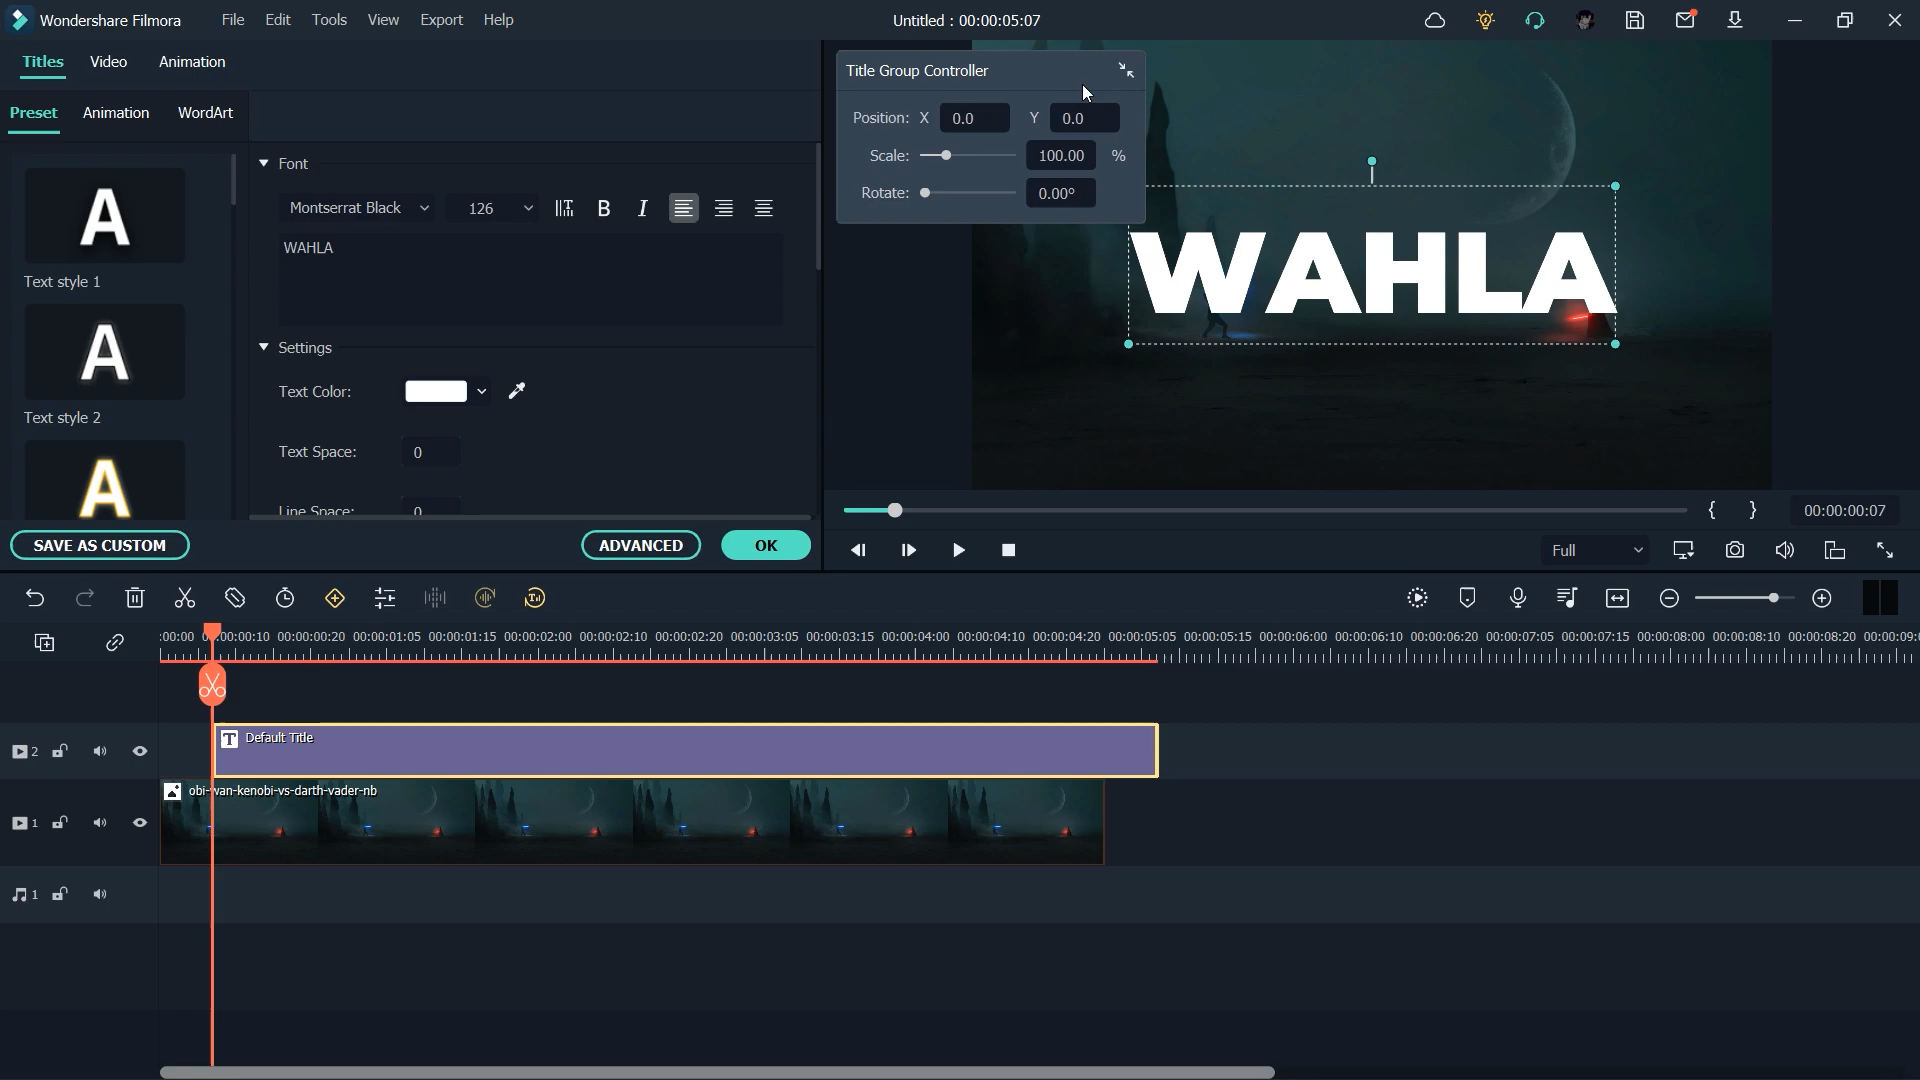 Wondershare Filmora File Edit Tools View Export Help Untitled : 00:00:05:07
Titles Video Animation
Preset Animation WordArt
A
Text style 1
A
Text style 2
A
SAVE AS CUSTOM
Font
Montserrat Black 126 B I
WAHLA
Settings
Text Color:
Text Space: 0
Line Space: 0
ADVANCED OK
Title Group Controller
Position: X 0.0 Y 0.0
Scale: 100.00 %
Rotate: 0.00°
WAHLA
{ } 00:00:00:07
Full
:00:00 00:00:00:10 00:00:00:20 00:00:01:05 00:00:01:15 00:00:02:00 00:00:02:10 00:00:02:20 00:00:03:05 00:00:03:15 00:00:04:00 00:00:04:10 00:00:04:20 00:00:05:05 00:00:05:15 00:00:06:00 00:00:06:10 00:00:06:20 00:00:07:05 00:00:07:15 00:00:08:00 00:00:08:10 00:00:08:20 00:00:09:0
2 T Default Title
1 obi-wan-kenobi-vs-darth-vader-nb
1